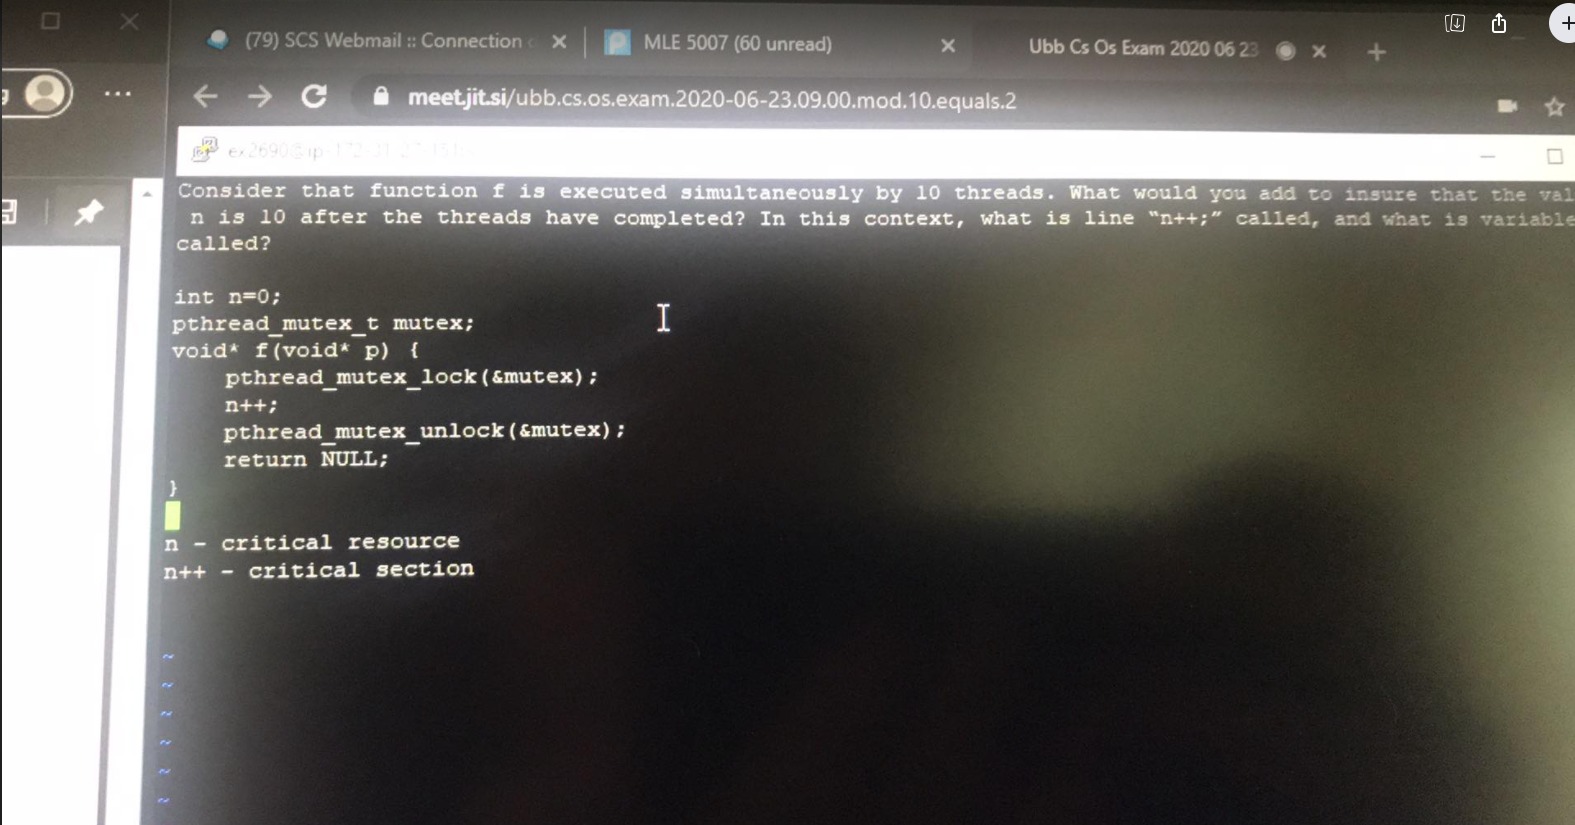 (79) SCS Webmail :: Connection
MLE 5007 (60 unread)
Ubb Cs Os Exam 2020 06 23
meet.jit.si/ubb.cs.os.exam.2020-06-23.09.00.mod.10.equals.2
ex2690@ip-172-31-27-151:~
Consider that function f is executed simultaneously by 10 threads. What would you add to insure that the val
n is 10 after the threads have completed? In this context, what is line “n++;” called, and what is variable
called?
int n=0;
pthread_mutex_t mutex;
void* f(void* p) {
pthread_mutex_lock(&mutex);
n++;
pthread_mutex_unlock(&mutex);
return NULL;
}
n - critical resource
n++ - critical section
~
~
~
~
~
~